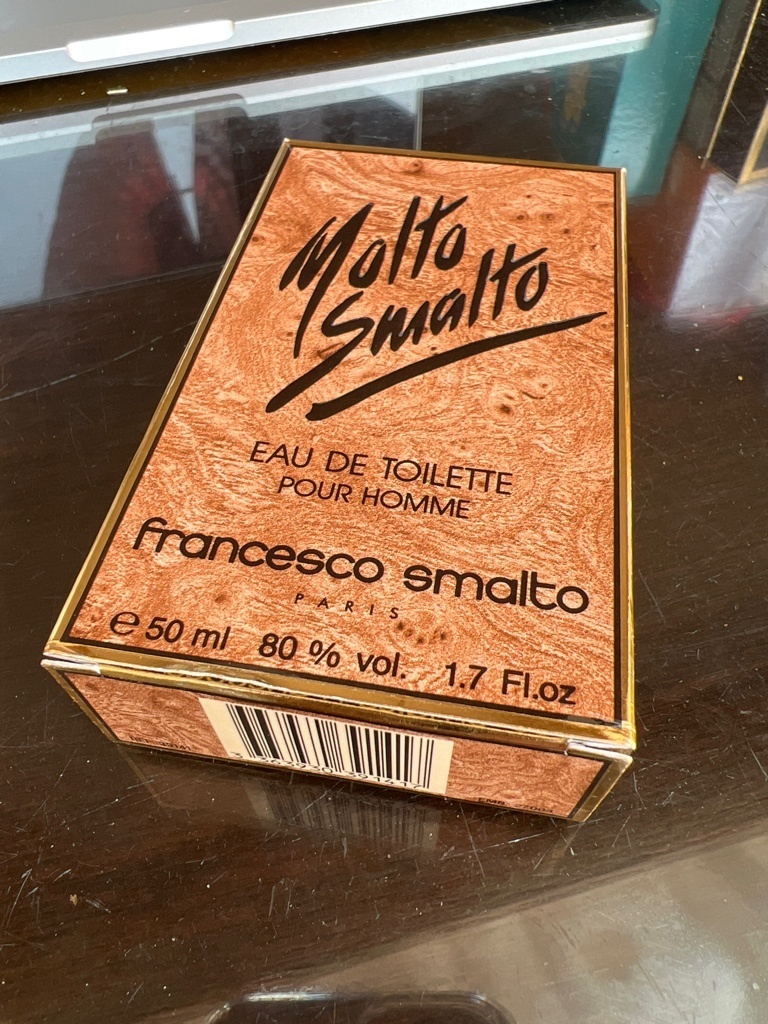 Molto
Smalto
EAU DE TOILETTE
POUR HOMME
francesco smalto
PARIS
e 50 ml 80 % vol. 1.7 Fl.oz